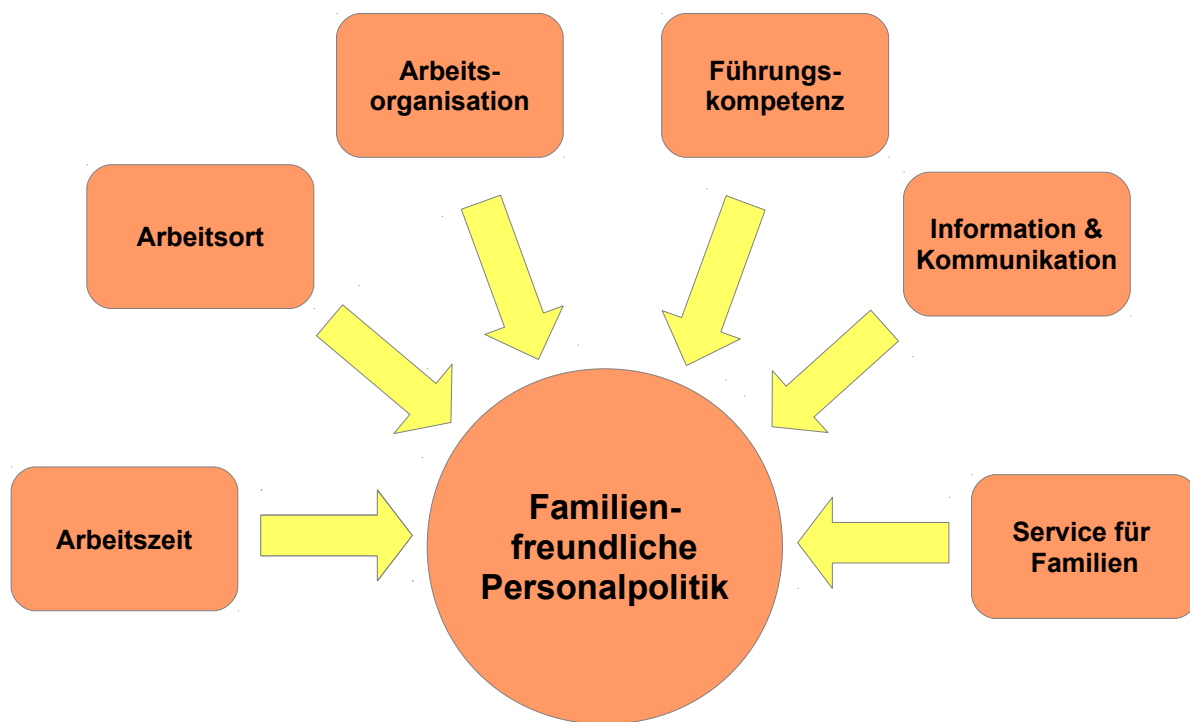 Arbeits-
organisation
Führungs-
kompetenz
Arbeitsort
Information &
Kommunikation
Arbeitszeit
Familien-
freundliche
Personalpolitik
Service für
Familien